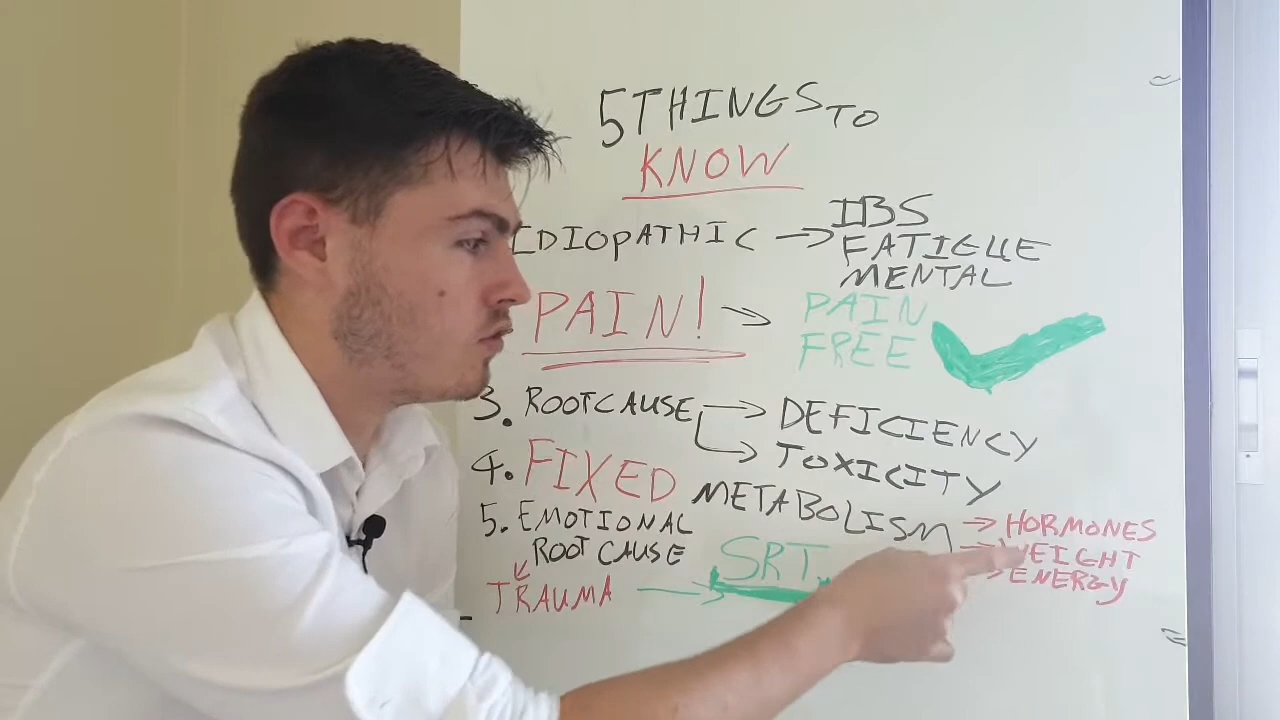 5 THINGS TO
KNOW
IDIOPATHIC → IBS
FATIGUE
MENTAL
PAIN! → PAIN
FREE
3. ROOT CAUSE → DEFICIENCY
→ TOXICITY
4. FIXED METABOLISM → HORMONES
→ WEIGHT
→ ENERGY
5. EMOTIONAL
ROOT CAUSE
TRAUMA → SRT